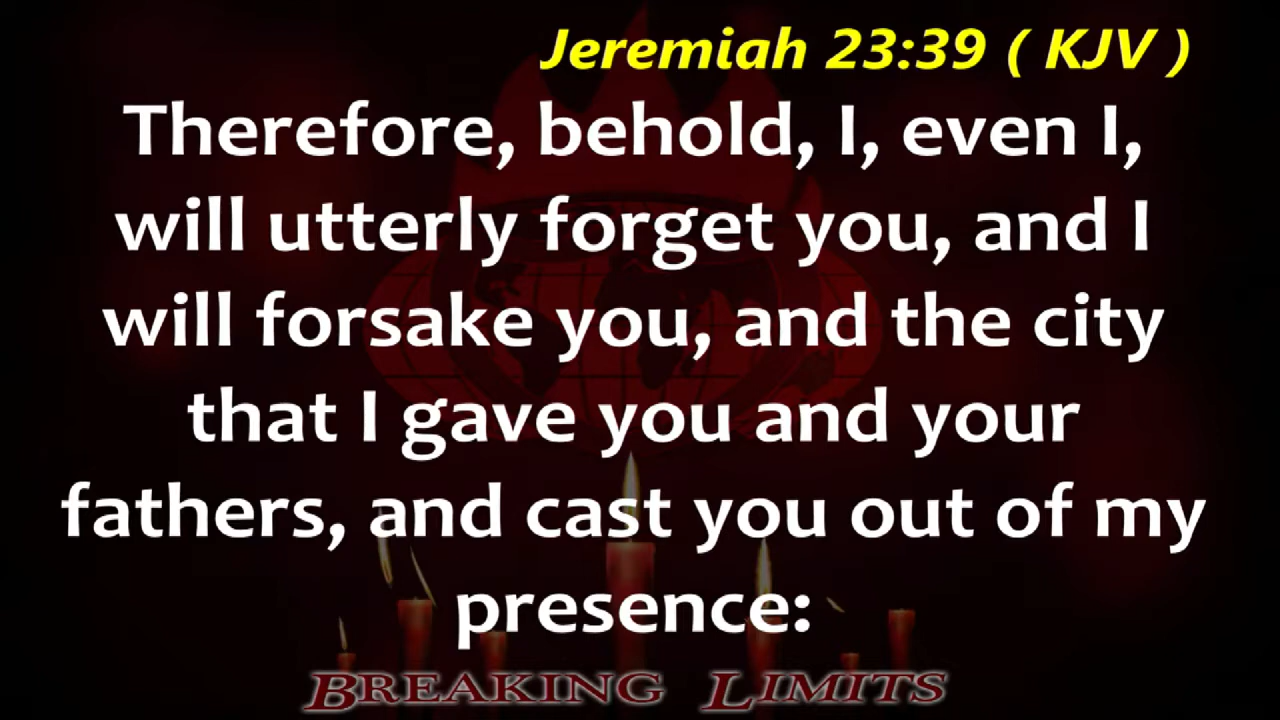 Jeremiah 23:39 ( KJV )
Therefore, behold, I, even I,
will utterly forget you, and I
will forsake you, and the city
that I gave you and your
fathers, and cast you out of my
presence:
BREAKING LIMITS